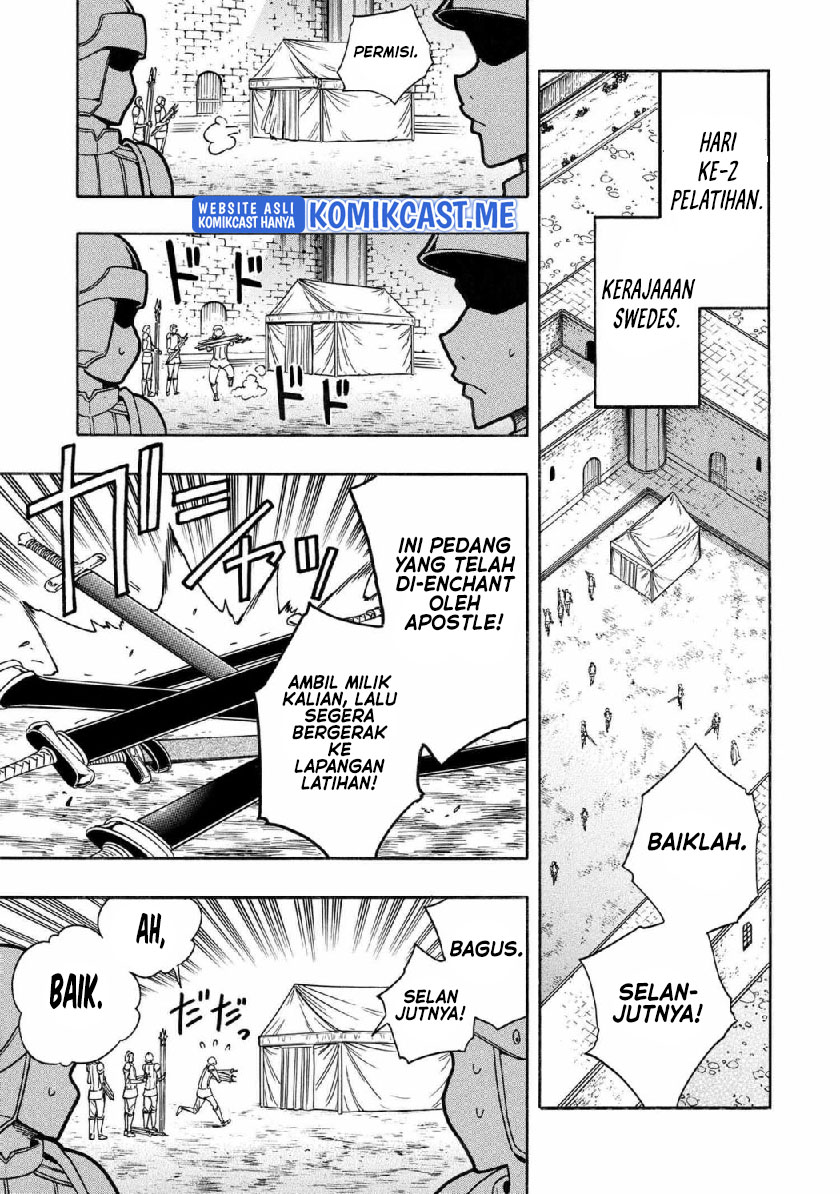 HARI
KE-2
PELATIHAN.
KERAJAAAN
SWEDES.
BAIKLAH.
SELAN-
JUTNYA!
PERMISI.
WEBSITE ASLI
KOMIKCAST HANYA
KOMIKCAST.ME
ドド
ドド
ガシャッ
INI PEDANG
YANG TELAH
DI-ENCHANT
OLEH
APOSTLE!
AMBIL MILIK
KALIAN, LALU
SEGERA
BERGERAK
KE
LAPANGAN
LATIHAN!
BAGUS.
SELAN
JUTNYA!
AH,
BAIK.
だだっ